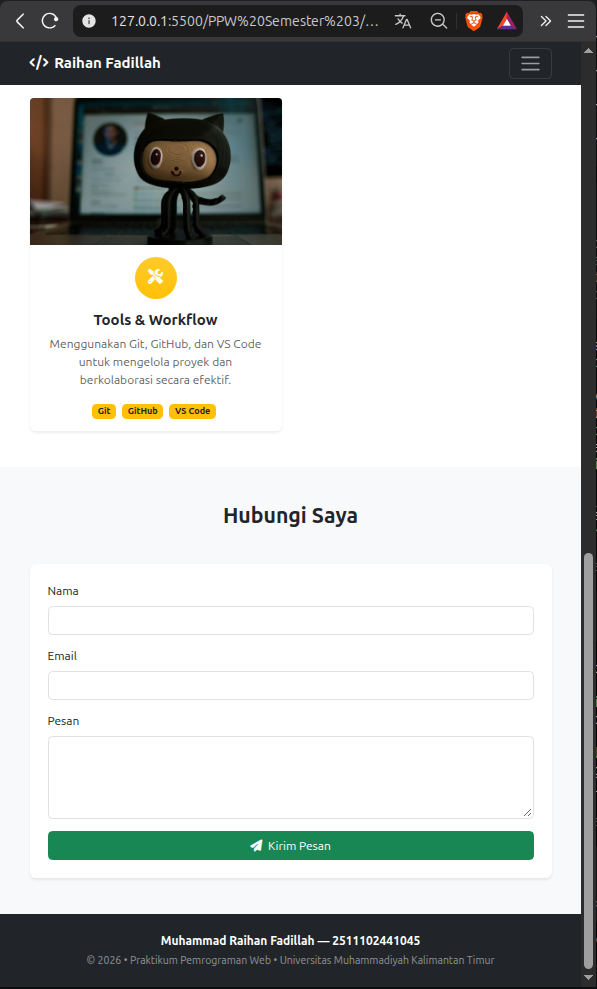 127.0.0.1:5500/PPW%20Semester%203/...
</> Raihan Fadillah
Tools & Workflow
Menggunakan Git, GitHub, dan VS Code
untuk mengelola proyek dan
berkolaborasi secara efektif.
Git GitHub VS Code
Hubungi Saya
Nama
Email
Pesan
Kirim Pesan
Muhammad Raihan Fadillah — 2511102441045
© 2026 • Praktikum Pemrograman Web • Universitas Muhammadiyah Kalimantan Timur